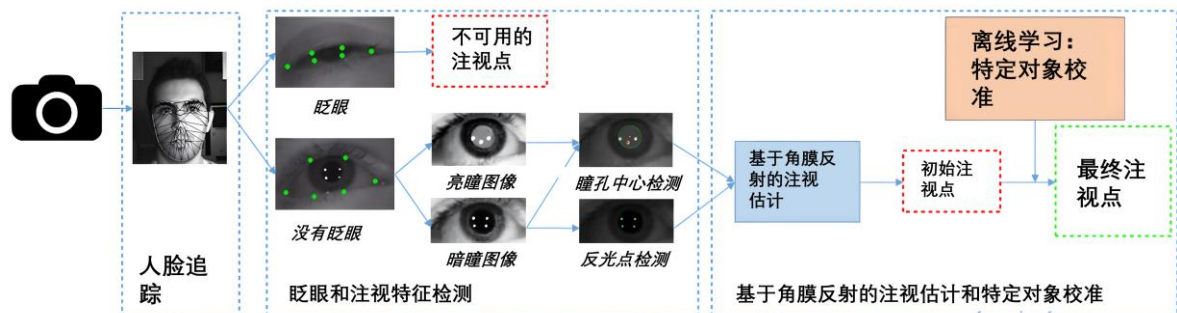 人脸追
踪
不可用的
注视点
眨眼
没有眨眼
亮瞳图像
暗瞳图像
瞳孔中心检测
反光点检测
眨眼和注视特征检测
离线学习：
特定对象校
准
基于角膜反
射的注视
估计
初始注
视点
最终注
视点
基于角膜反射的注视估计和特定对象校准